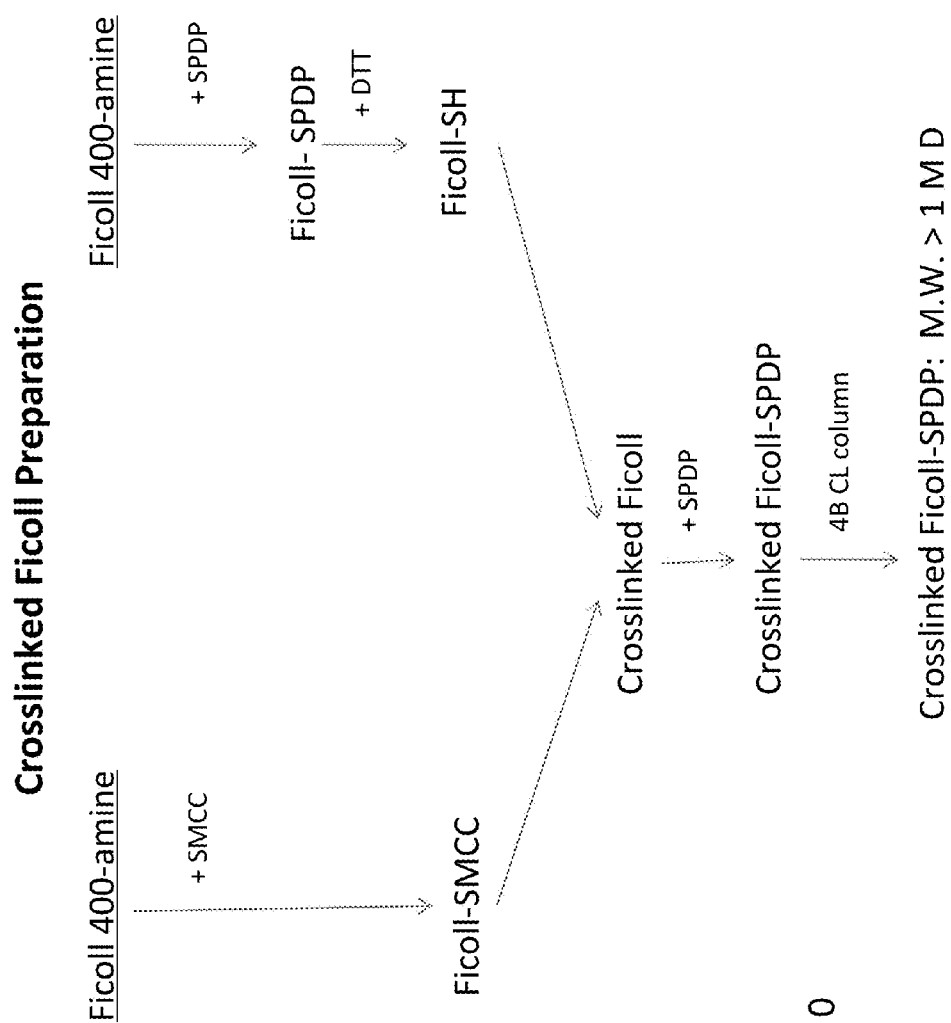 Crosslinked Ficoll Preparation
Ficoll 400-amine
+ SMCC
Ficoll-SMCC
Ficoll 400-amine
+ SPDP
Ficoll- SPDP
+ DTT
Ficoll-SH
Crosslinked Ficoll
+ SPDP
Crosslinked Ficoll-SPDP
4B CL column
Crosslinked Ficoll-SPDP: M.W. > 1 M D
0